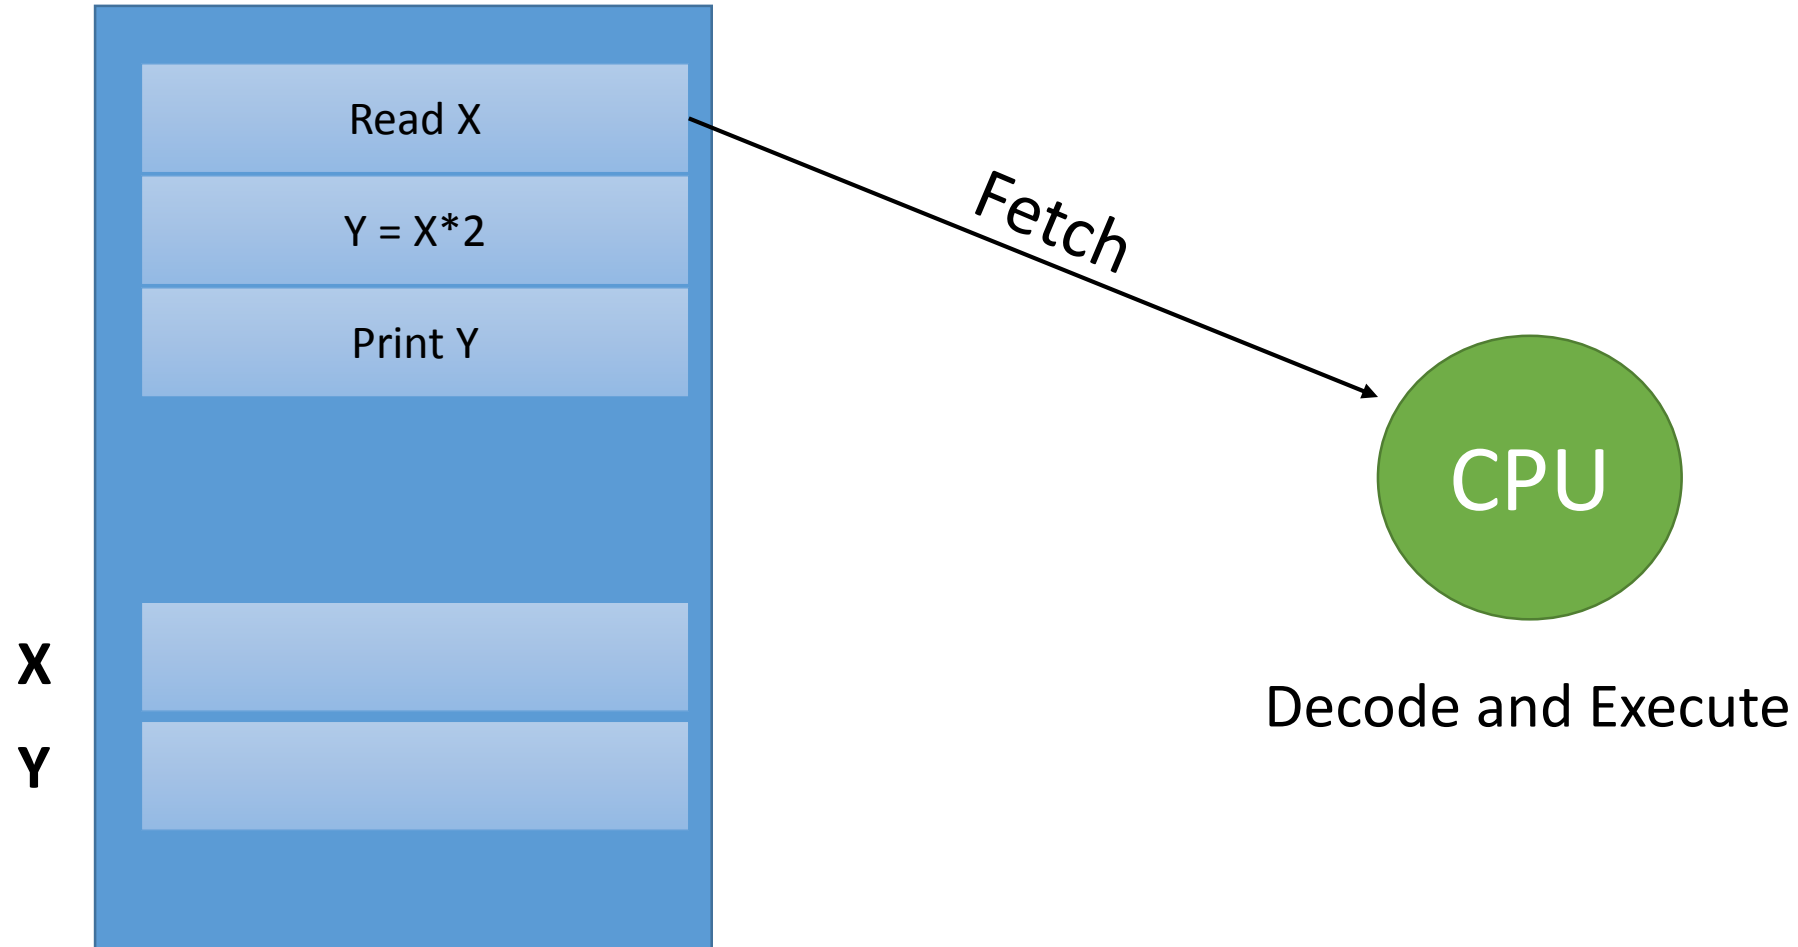 Read X
Y = X*2
Print Y
Fetch
CPU
X
Decode and Execute
Y